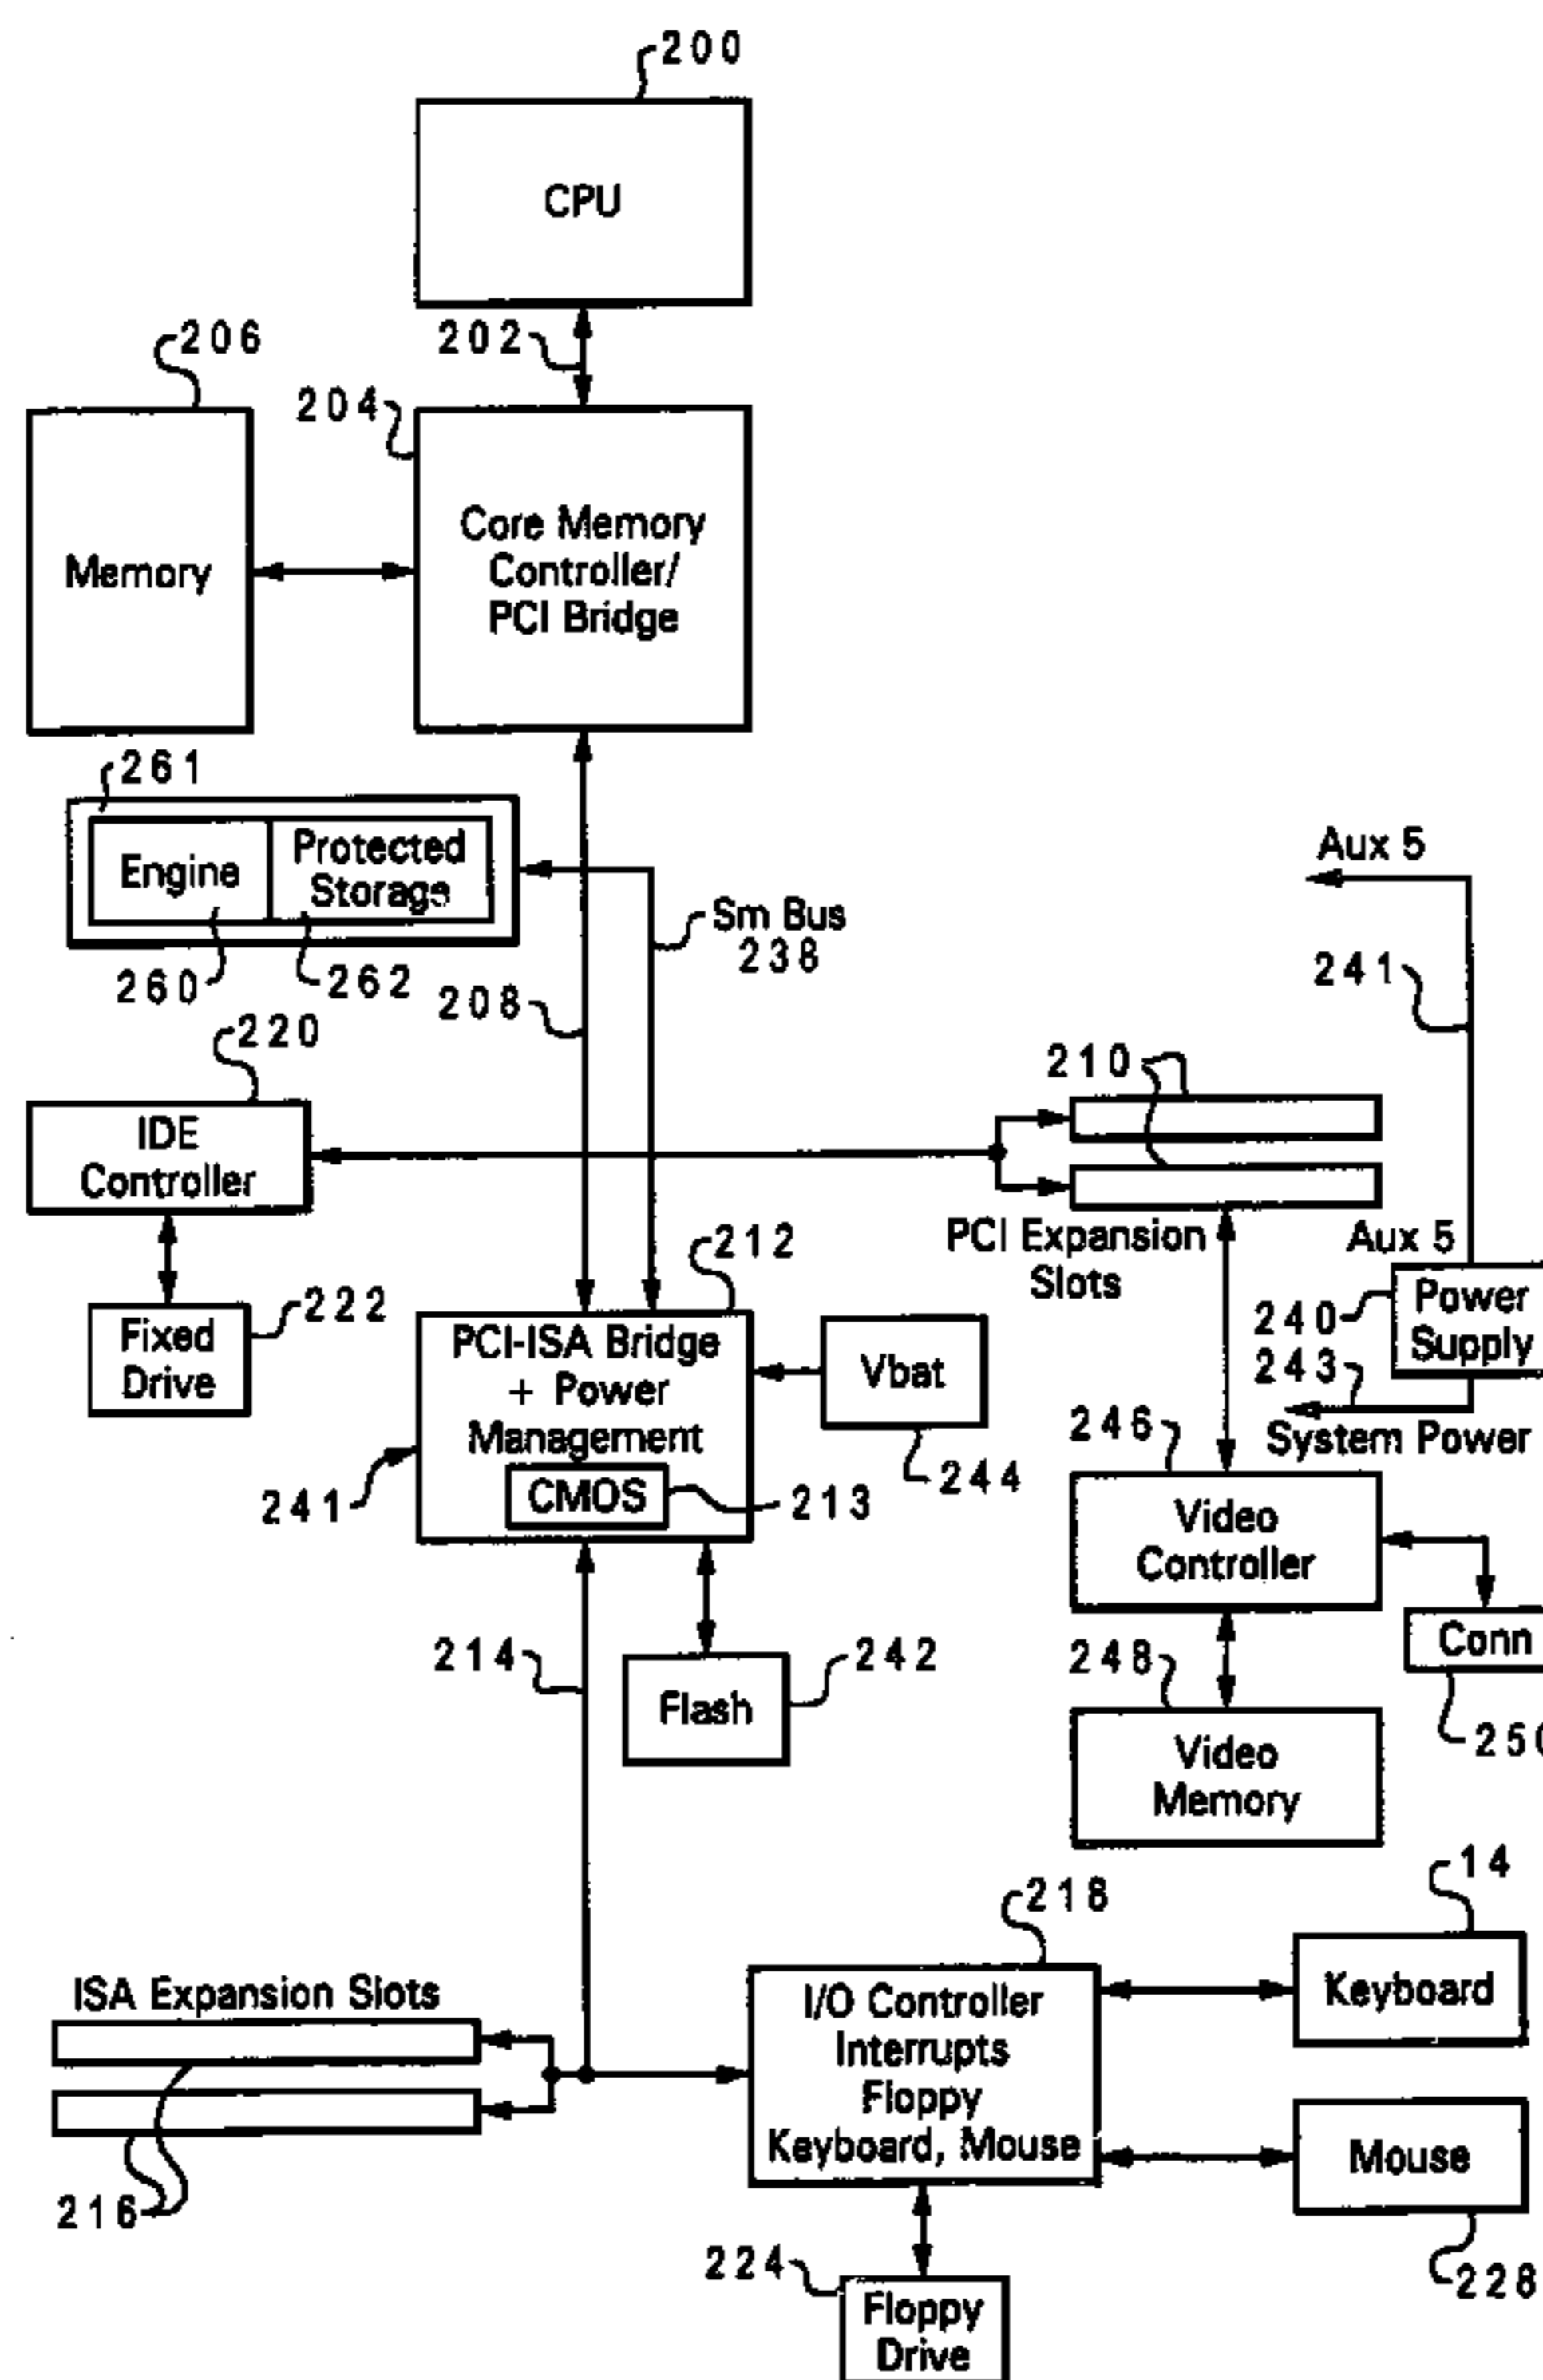 200
CPU
202
206
204
Memory
Core Memory
Controller/
PCI Bridge
261
Engine
Protected
Storage
260
262
Sm Bus
238
208
Aux 5
241
220
IDE
Controller
210
PCI Expansion
Slots
222
Fixed
Drive
212
PCI-ISA Bridge
+ Power
Management
CMOS
241
213
Vbat
244
Aux 5
240
Power
Supply
243
System Power
246
Video
Controller
Conn
250
248
Video
Memory
214
242
Flash
ISA Expansion Slots
216
218
I/O Controller
Interrupts
Floppy
Keyboard, Mouse
14
Keyboard
Mouse
228
224
Floppy
Drive